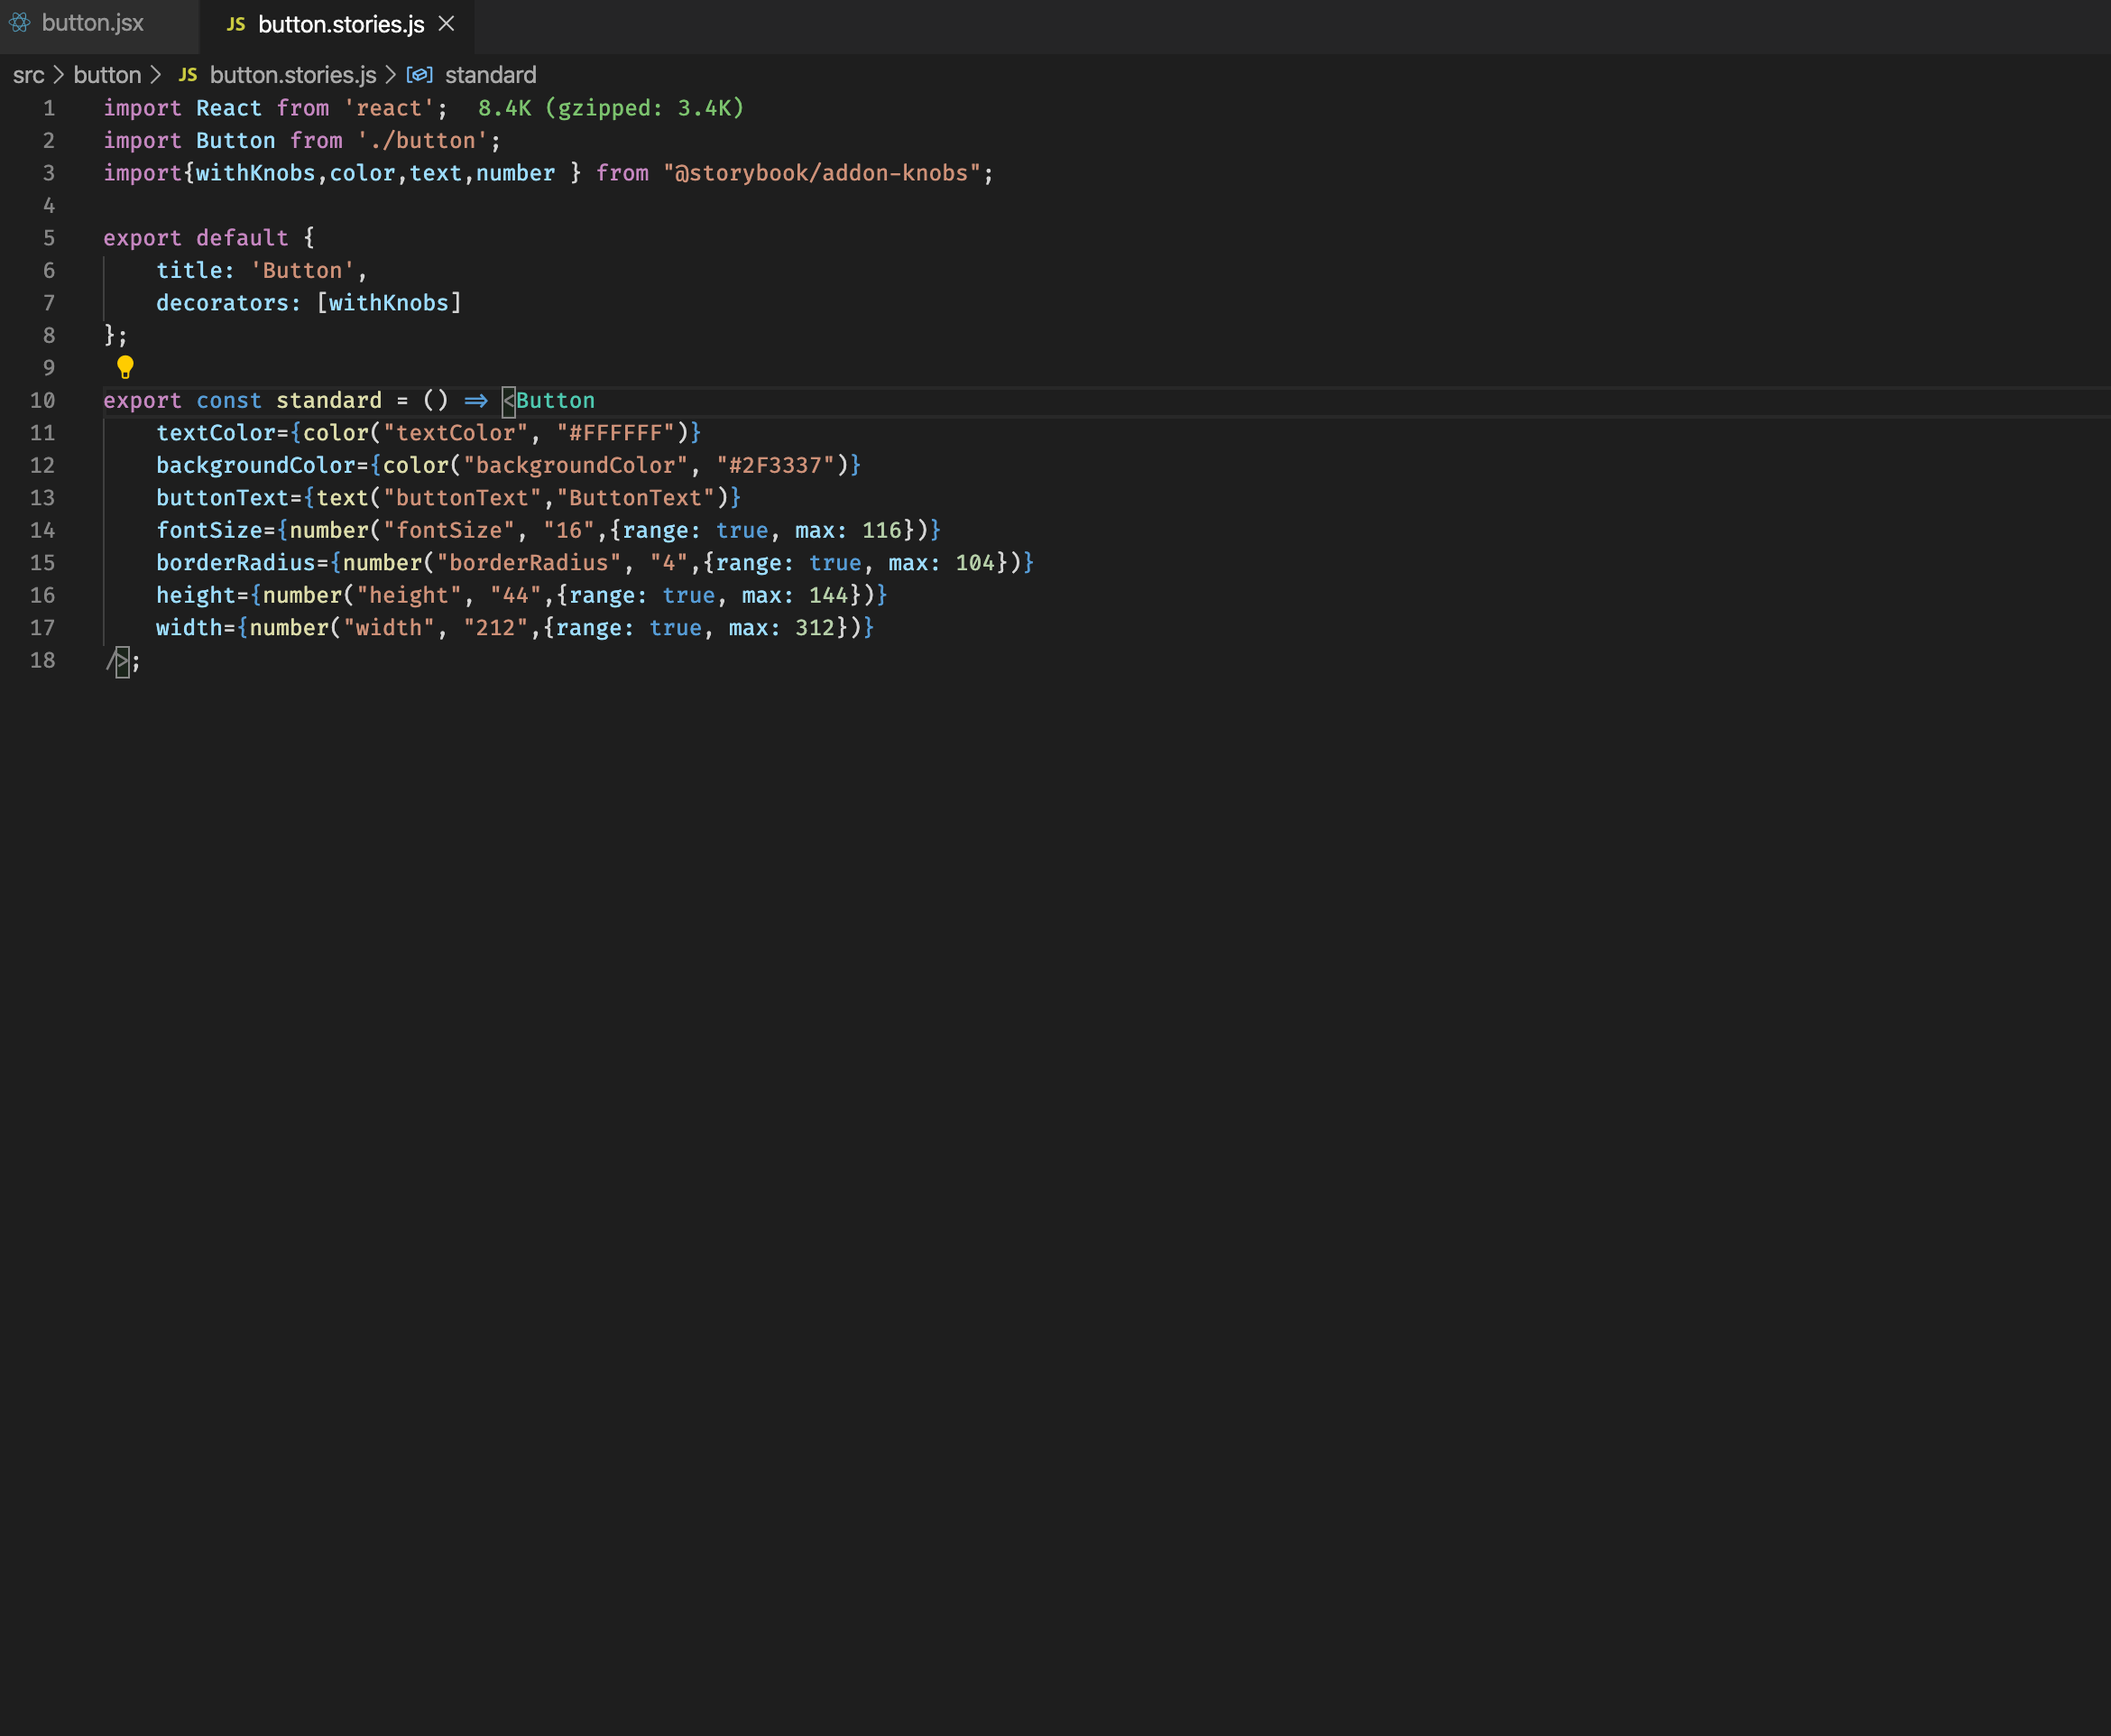 button.jsx JS button.stories.js ×
src > button > JS button.stories.js > standard
1 import React from 'react'; 8.4K (gzipped: 3.4K)
2 import Button from './button';
3 import{withKnobs,color,text,number } from "@storybook/addon-knobs";
4
5 export default {
6     title: 'Button',
7     decorators: [withKnobs]
8 };
9
10 export const standard = () => <Button
11     textColor={color("textColor", "#FFFFFF")}
12     backgroundColor={color("backgroundColor", "#2F3337")}
13     buttonText={text("buttonText","ButtonText")}
14     fontSize={number("fontSize", "16",{range: true, max: 116})}
15     borderRadius={number("borderRadius", "4",{range: true, max: 104})}
16     height={number("height", "44",{range: true, max: 144})}
17     width={number("width", "212",{range: true, max: 312})}
18 />;